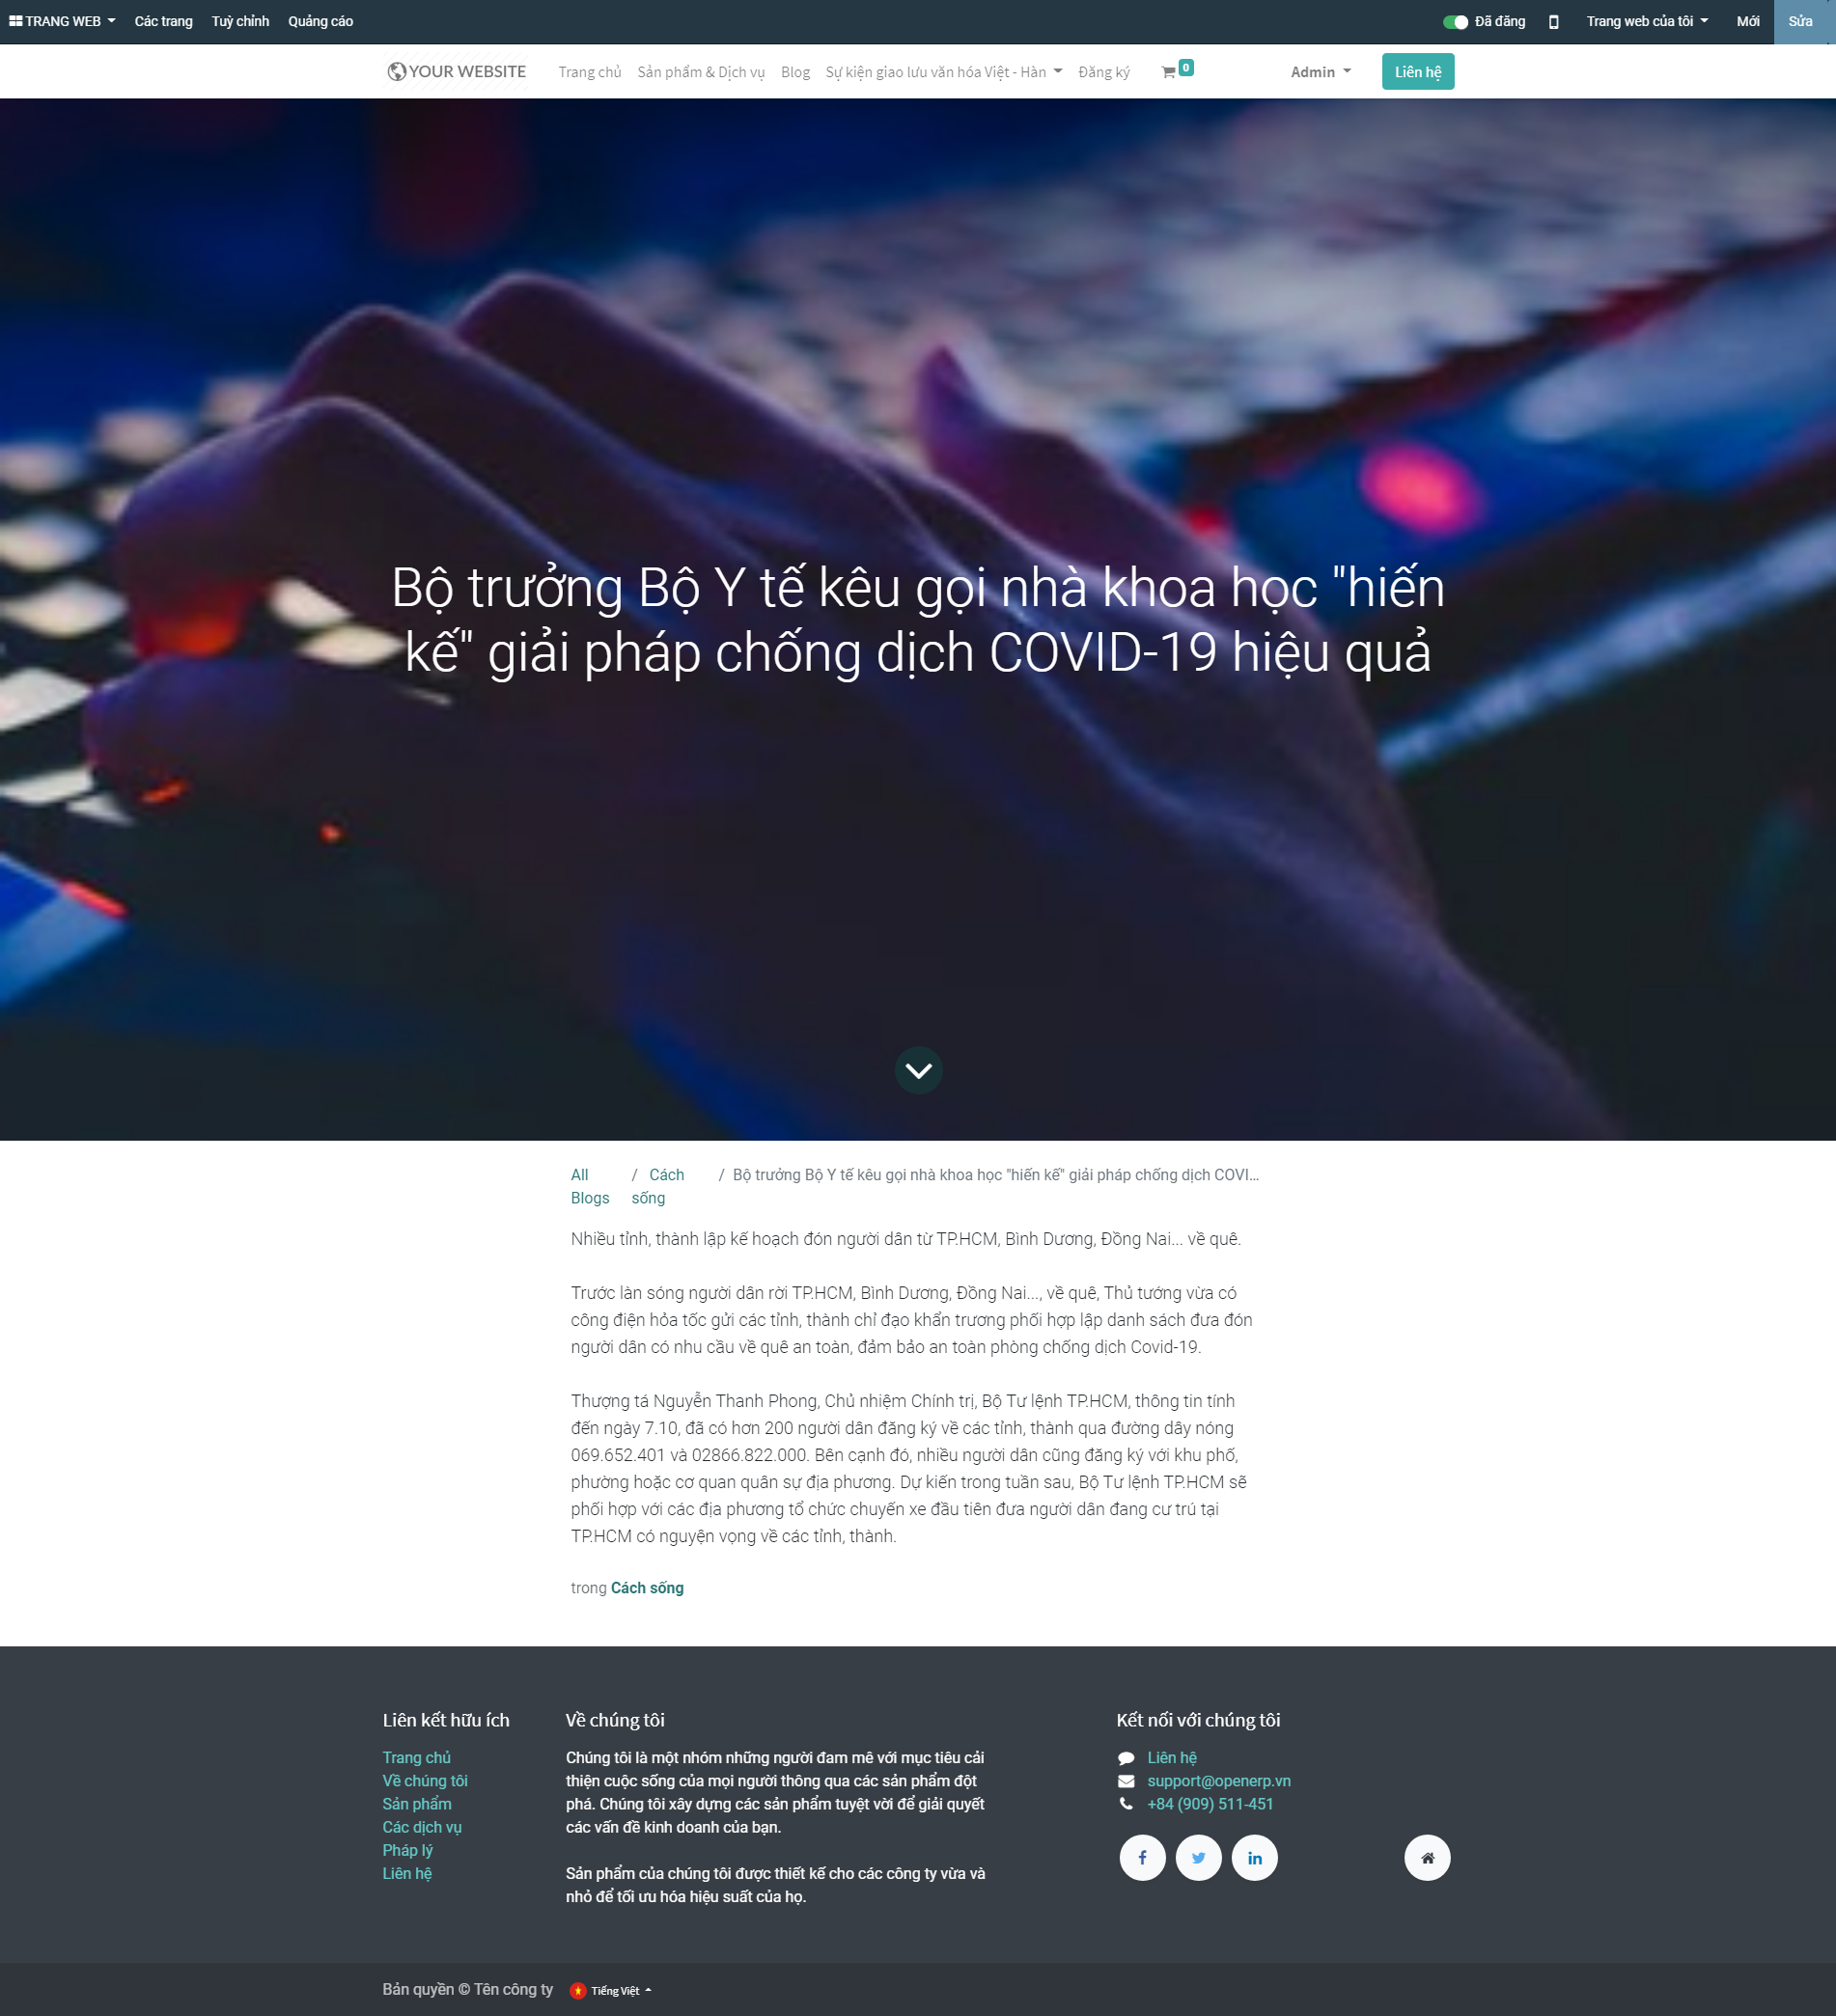 TRANG WEB Các trang Tuỳ chỉnh Quảng cáo Đã đăng Trang web của tôi Mới Sửa
YOUR WEBSITE Trang chủ Sản phẩm & Dịch vụ Blog Sự kiện giao lưu văn hóa Việt - Hàn Đăng ký 0 Admin Liên hệ
Bộ trưởng Bộ Y tế kêu gọi nhà khoa học "hiến
kế" giải pháp chống dịch COVID-19 hiệu quả
All Blogs / Cách sống / Bộ trưởng Bộ Y tế kêu gọi nhà khoa học "hiến kế" giải pháp chống dịch COVI...
Nhiều tỉnh, thành lập kế hoạch đón người dân từ TP.HCM, Bình Dương, Đồng Nai... về quê.
Trước làn sóng người dân rời TP.HCM, Bình Dương, Đồng Nai..., về quê, Thủ tướng vừa có
công điện hỏa tốc gửi các tỉnh, thành chỉ đạo khẩn trương phối hợp lập danh sách đưa đón
người dân có nhu cầu về quê an toàn, đảm bảo an toàn phòng chống dịch Covid-19.
Thượng tá Nguyễn Thanh Phong, Chủ nhiệm Chính trị, Bộ Tư lệnh TP.HCM, thông tin tính
đến ngày 7.10, đã có hơn 200 người dân đăng ký về các tỉnh, thành qua đường dây nóng
069.652.401 và 02866.822.000. Bên cạnh đó, nhiều người dân cũng đăng ký với khu phố,
phường hoặc cơ quan quân sự địa phương. Dự kiến trong tuần sau, Bộ Tư lệnh TP.HCM sẽ
phối hợp với các địa phương tổ chức chuyến xe đầu tiên đưa người dân đang cư trú tại
TP.HCM có nguyện vọng về các tỉnh, thành.
trong Cách sống
Liên kết hữu ích
Trang chủ
Về chúng tôi
Sản phẩm
Các dịch vụ
Pháp lý
Liên hệ
Về chúng tôi
Chúng tôi là một nhóm những người đam mê với mục tiêu cải
thiện cuộc sống của mọi người thông qua các sản phẩm đột
phá. Chúng tôi xây dựng các sản phẩm tuyệt vời để giải quyết
các vấn đề kinh doanh của bạn.
Sản phẩm của chúng tôi được thiết kế cho các công ty vừa và
nhỏ để tối ưu hóa hiệu suất của họ.
Kết nối với chúng tôi
Liên hệ
support@openerp.vn
+84 (909) 511-451
Bản quyền © Tên công ty Tiếng Việt